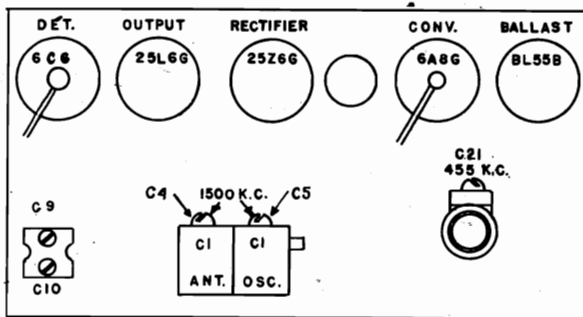 DET. OUTPUT RECTIFIER CONV. BALLAST
6C6 25L6G 25Z6G 6A8G BL55B
C21
455 K.C.
C4 1500 K.C. C5
C9
C1 C1
ANT. OSC.
C10